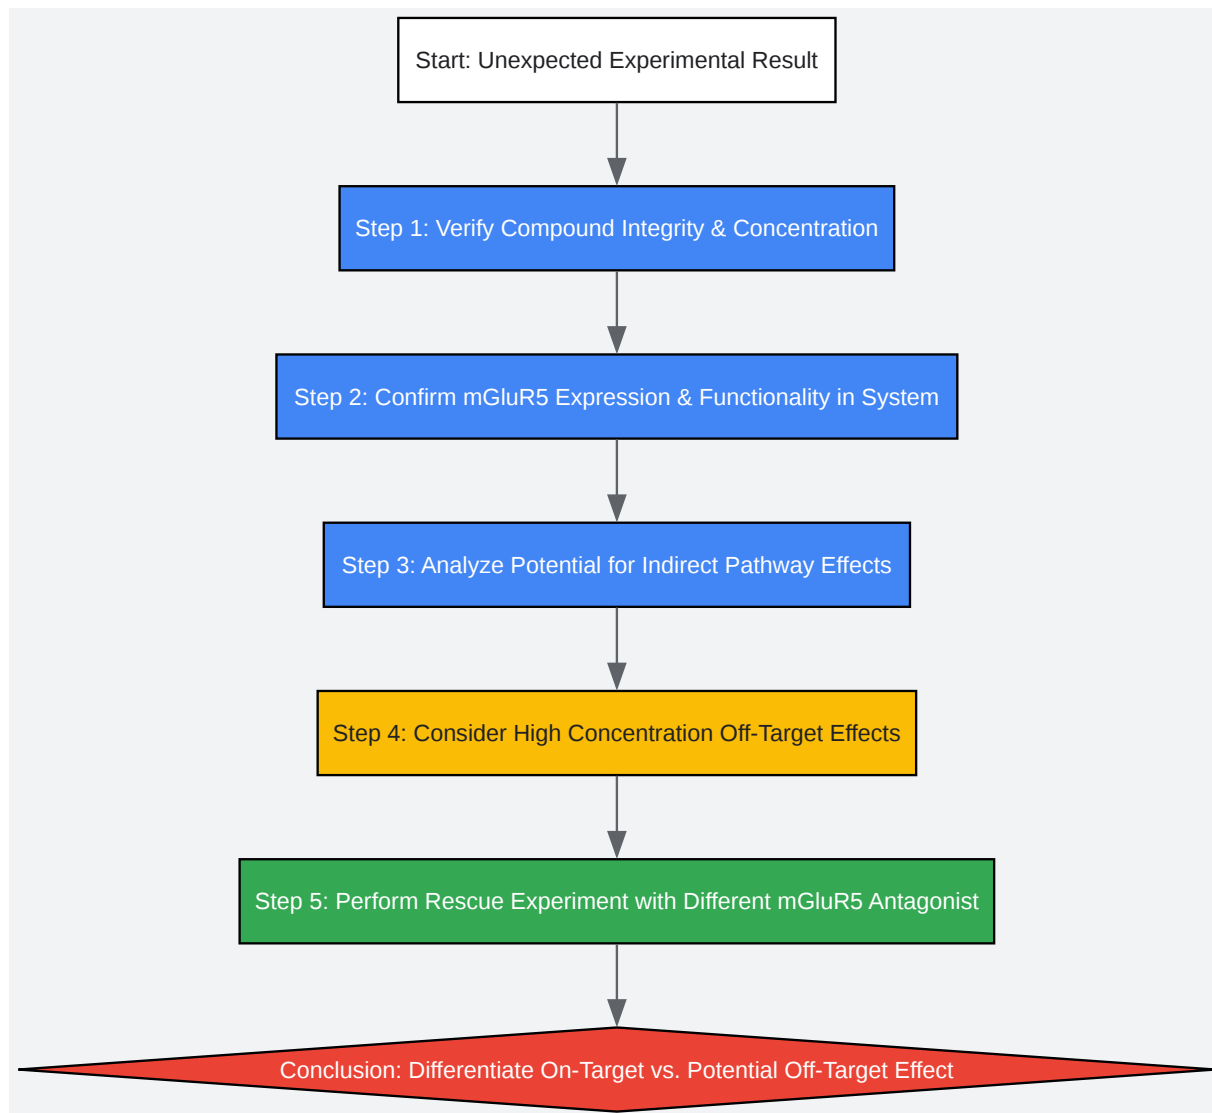 Start: Unexpected Experimental Result
Step 1: Verify Compound Integrity & Concentration
Step 2: Confirm mGluR5 Expression & Functionality in System
Step 3: Analyze Potential for Indirect Pathway Effects
Step 4: Consider High Concentration Off-Target Effects
Step 5: Perform Rescue Experiment with Different mGluR5 Antagonist
Conclusion: Differentiate On-Target vs. Potential Off-Target Effect